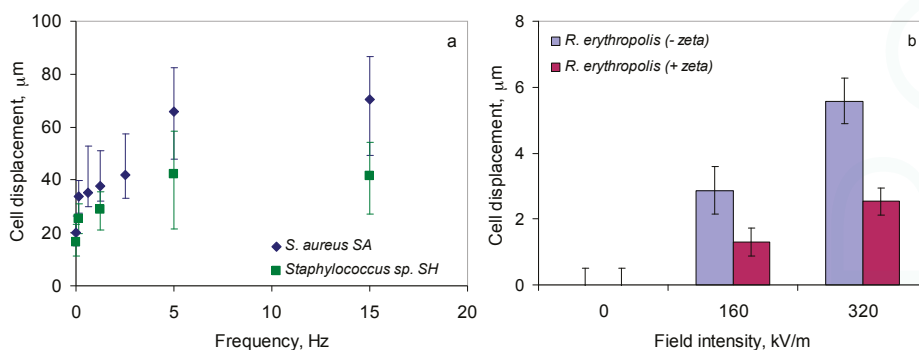 a
Cell displacement, μm
100
80
60
40
20
0
S. aureus SA
Staphylococcus sp. SH
0 5 10 15 20
Frequency, Hz
b
R. erythropolis (- zeta)
R. erythropolis (+ zeta)
Cell displacement, μm
8
6
4
2
0
0 160 320
Field intensity, kV/m